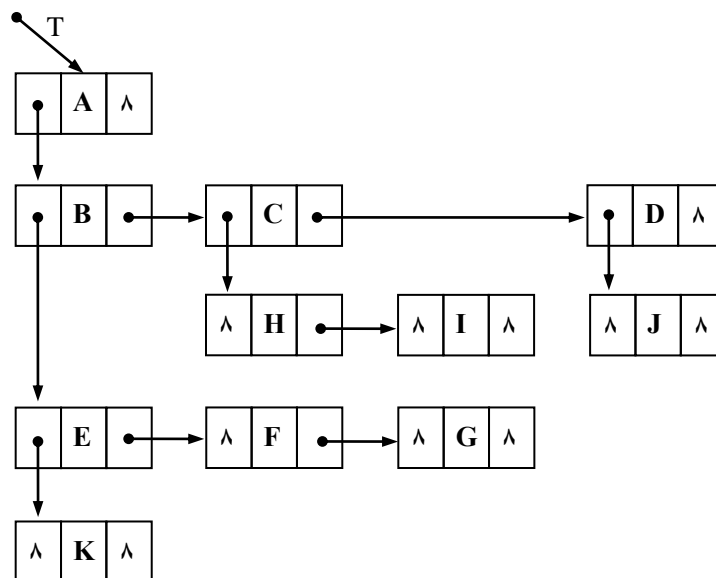 T
A ∧
B C D ∧
∧ H ∧ I ∧ ∧ J ∧
E ∧ F ∧ G ∧
∧ K ∧